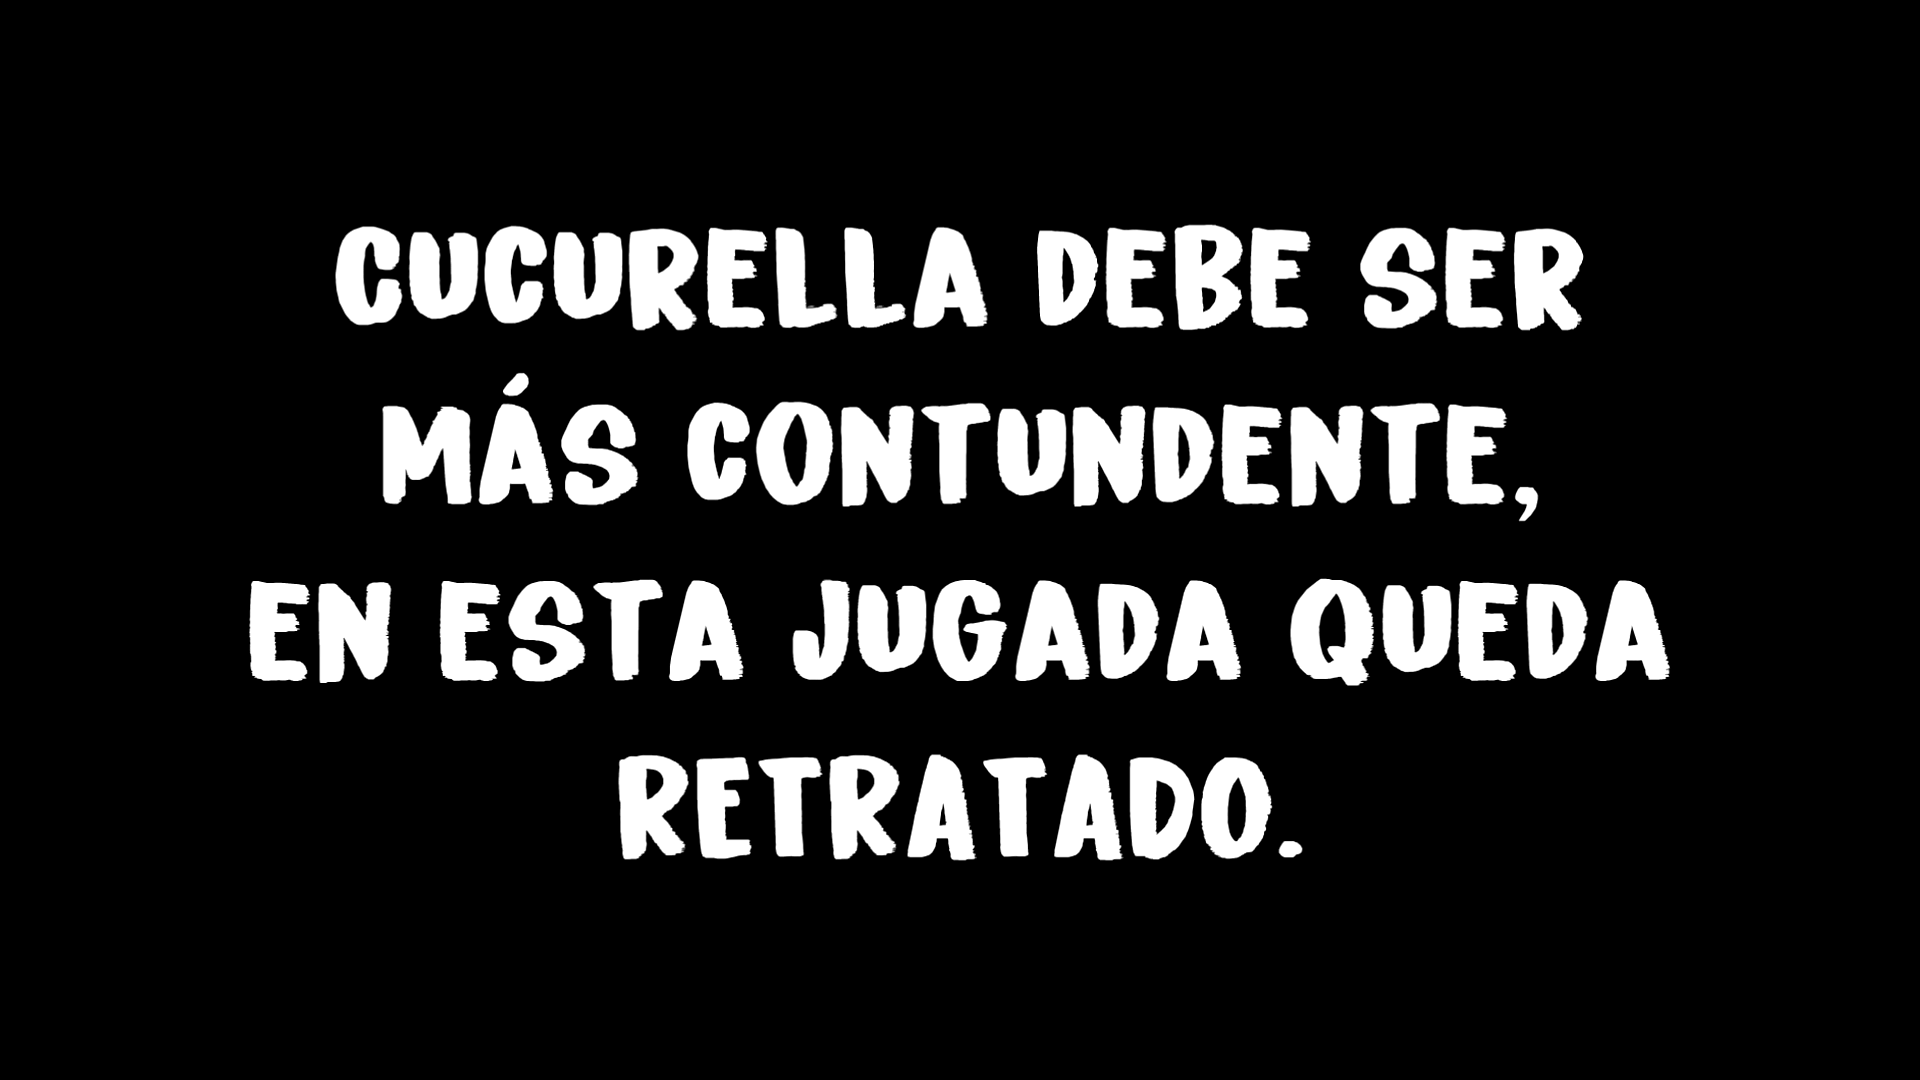 CUCURELLA DEBE SER
MÁS CONTUNDENTE,
EN ESTA JUGADA QUEDA
RETRATADO.